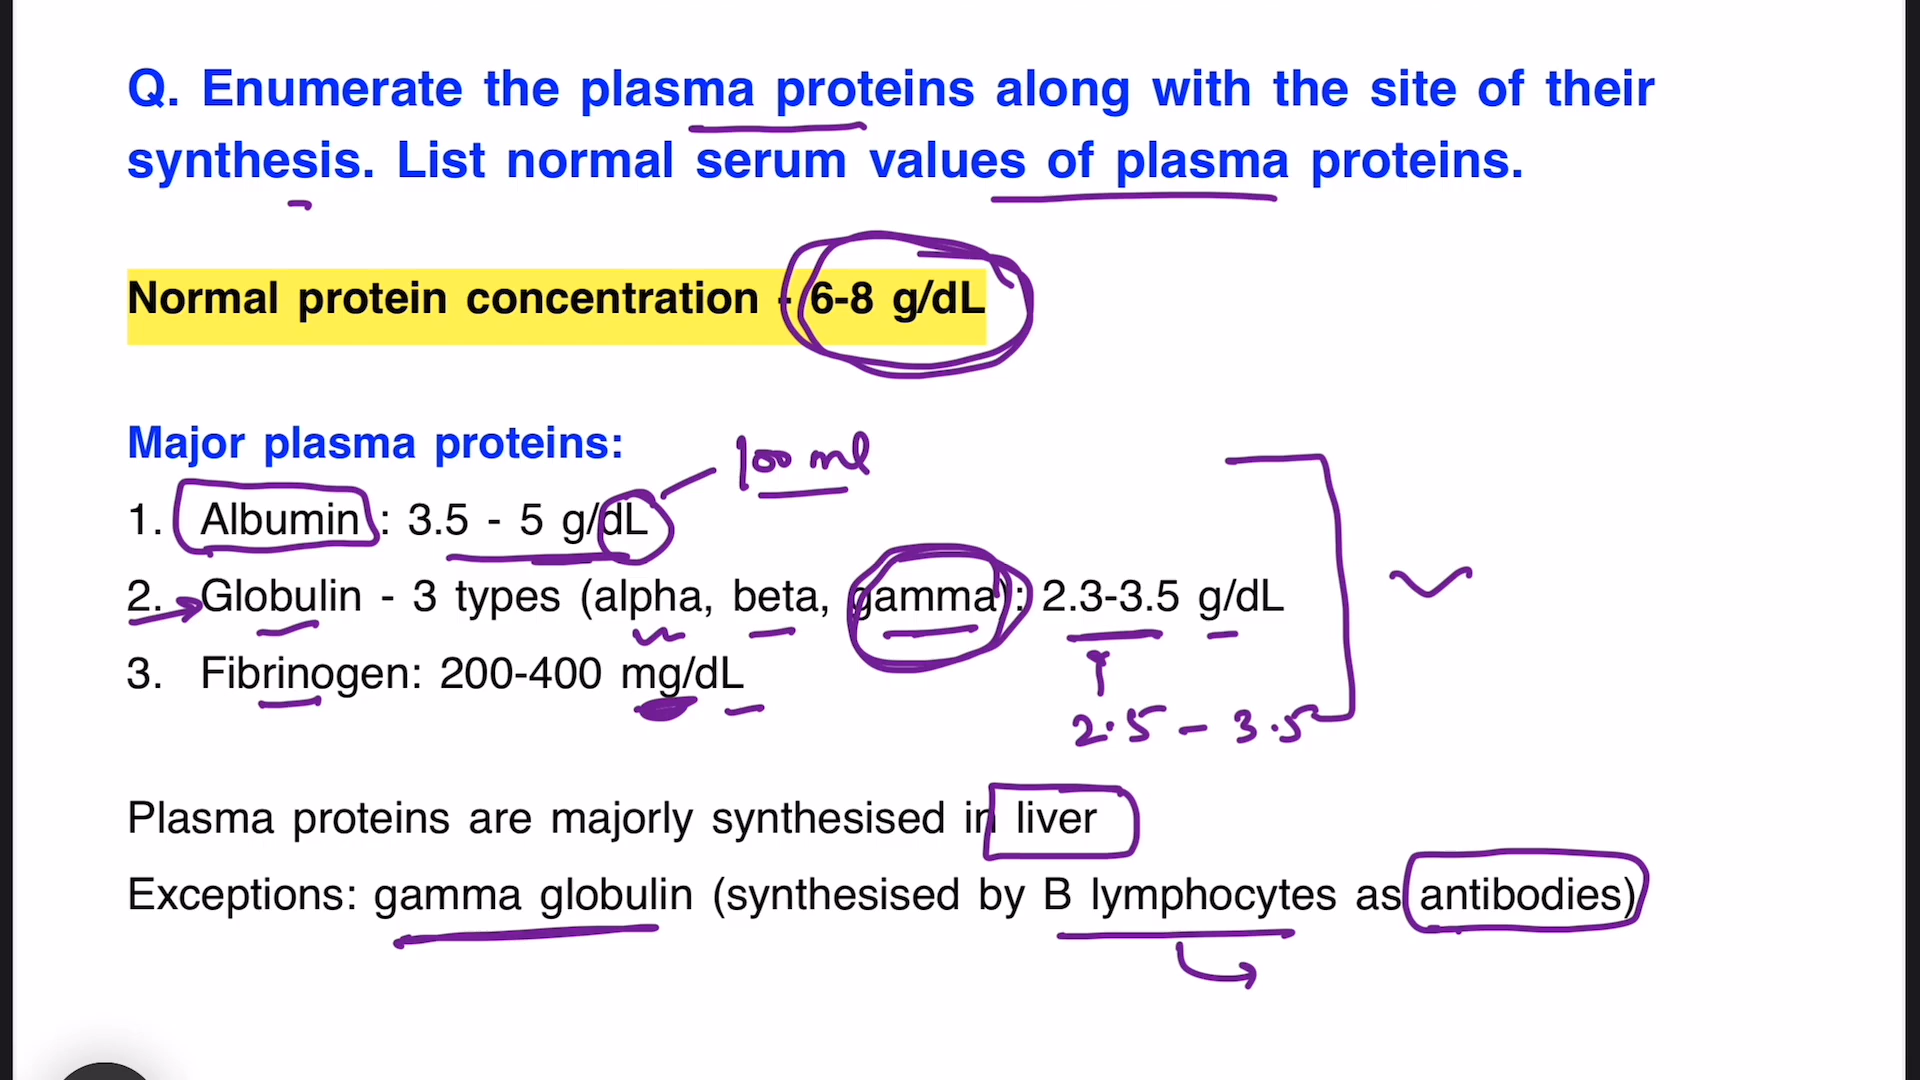 Q. Enumerate the plasma proteins along with the site of their
synthesis. List normal serum values of plasma proteins.
Normal protein concentration - 6-8 g/dL
Major plasma proteins:
100 ml
1. Albumin : 3.5 - 5 g/dL
2. Globulin - 3 types (alpha, beta, gamma) : 2.3-3.5 g/dL
3. Fibrinogen: 200-400 mg/dL
2.5 - 3.5
Plasma proteins are majorly synthesised in liver
Exceptions: gamma globulin (synthesised by B lymphocytes as antibodies)